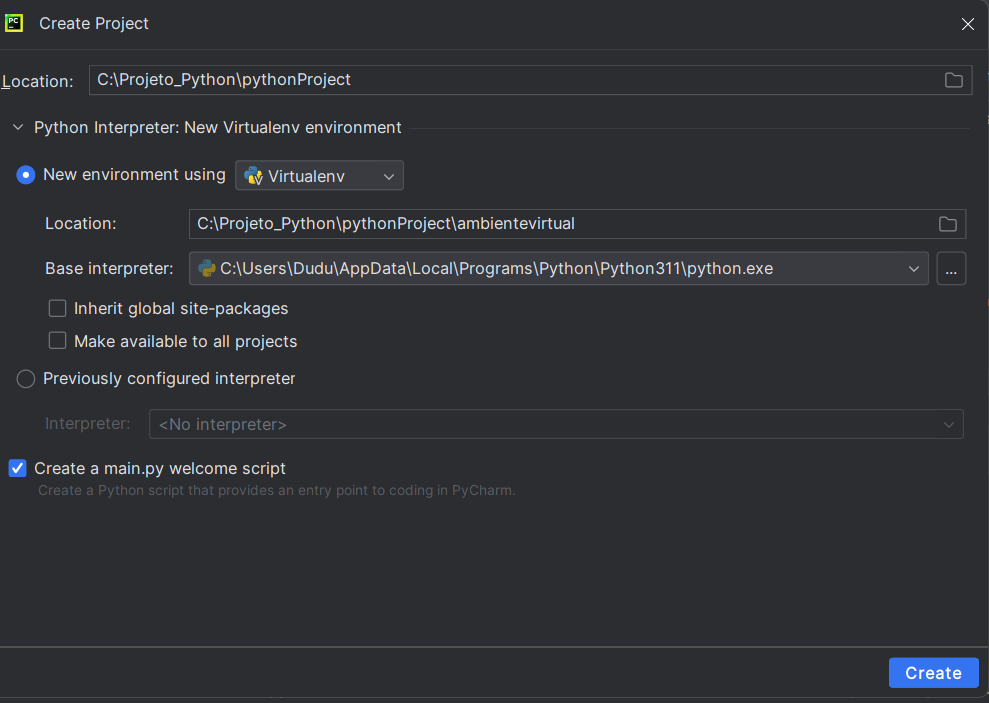 PC
Create Project
Location: C:\Projeto_Python\pythonProject
Python Interpreter: New Virtualenv environment
New environment using Virtualenv
Location: C:\Projeto_Python\pythonProject\ambientevirtual
Base interpreter: C:\Users\Dudu\AppData\Local\Programs\Python\Python311\python.exe ...
Inherit global site-packages
Make available to all projects
Previously configured interpreter
Interpreter: <No interpreter>
Create a main.py welcome script
Create a Python script that provides an entry point to coding in PyCharm.
Create